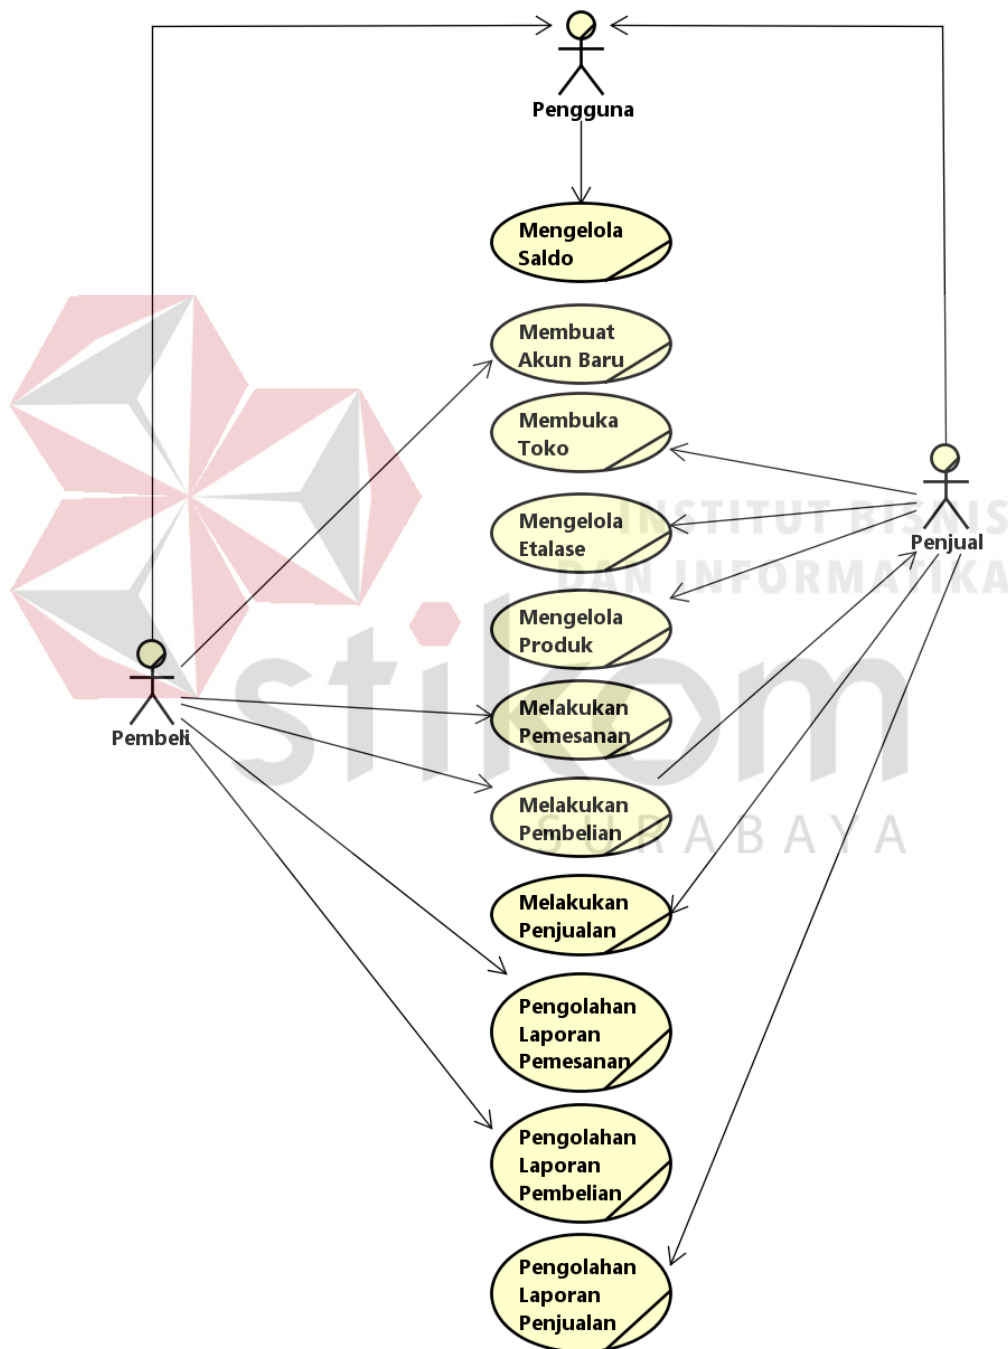 Pengguna
Mengelola
Saldo
Membuat
Akun Baru
Membuka
Toko
INSTITUT BISNIS
Mengelola
Etalase
Penjual
DAN INFORMATIKA
Mengelola
Produk
stikom
Melakukan
Pemesanan
Pembeli
Melakukan
Pembelian
SURABAYA
Melakukan
Penjualan
Pengolahan
Laporan
Pemesanan
Pengolahan
Laporan
Pembelian
Pengolahan
Laporan
Penjualan